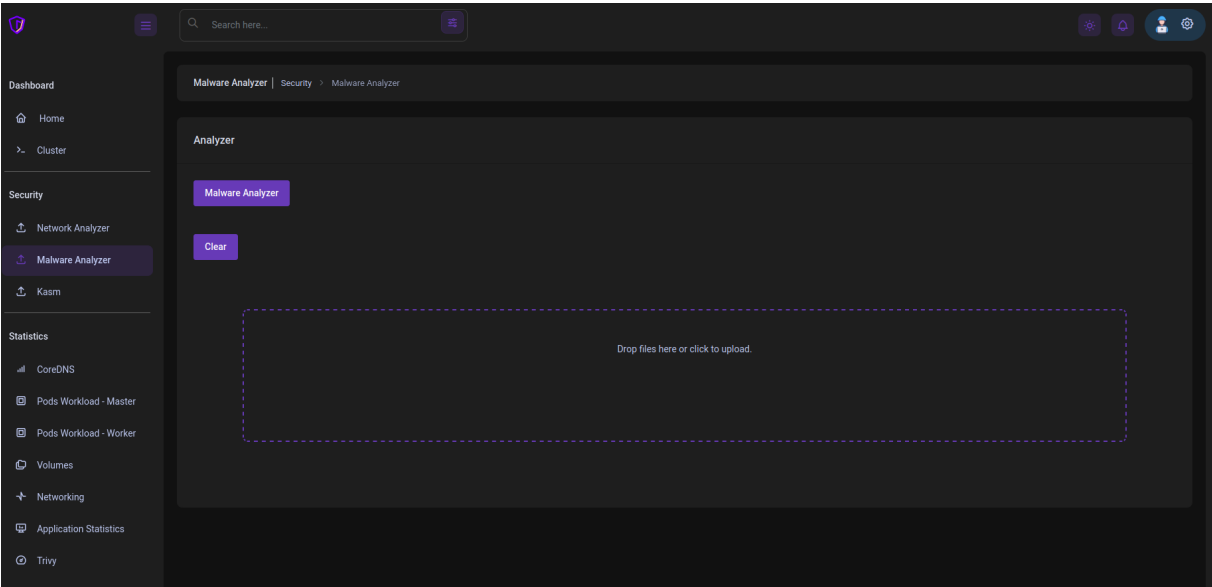 Search here...
Dashboard
Home
Cluster
Security
Network Analyzer
Malware Analyzer
Kasm
Statistics
CoreDNS
Pods Workload - Master
Pods Workload - Worker
Volumes
Networking
Application Statistics
Trivy
Malware Analyzer | Security > Malware Analyzer
Analyzer
Malware Analyzer
Clear
Drop files here or click to upload.